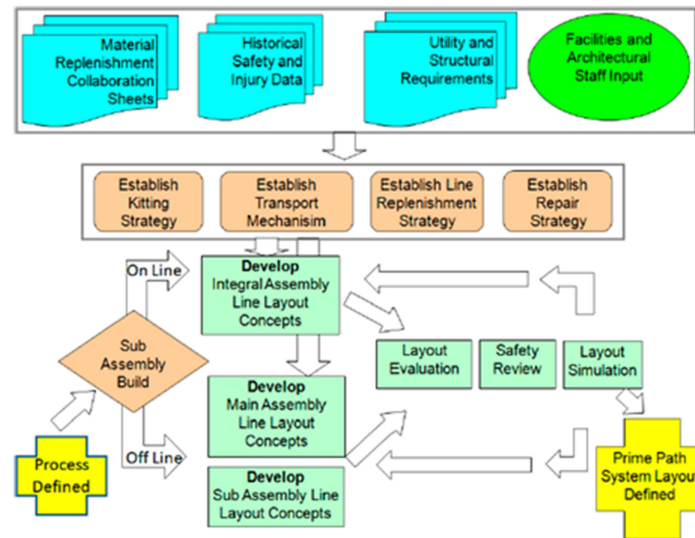 Material
Replenishment
Collaboration
Sheets
Historical
Safety and
Injury Data
Utility and
Structural
Requirements
Facilities and
Architectural
Staff Input
Establish
Kitting
Strategy
Establish
Transport
Mechanisim
Establish Line
Replenishment
Strategy
Establish
Repair
Strategy
On Line
Develop
Integral Assembly
Line Layout
Concepts
Sub
Assembly
Build
Layout
Evaluation
Safety
Review
Layout
Simulation
Develop
Main Assembly
Line Layout
Concepts
Process
Defined
Off Line
Develop
Sub Assembly Line
Layout Concepts
Prime Path
System Layout
Defined